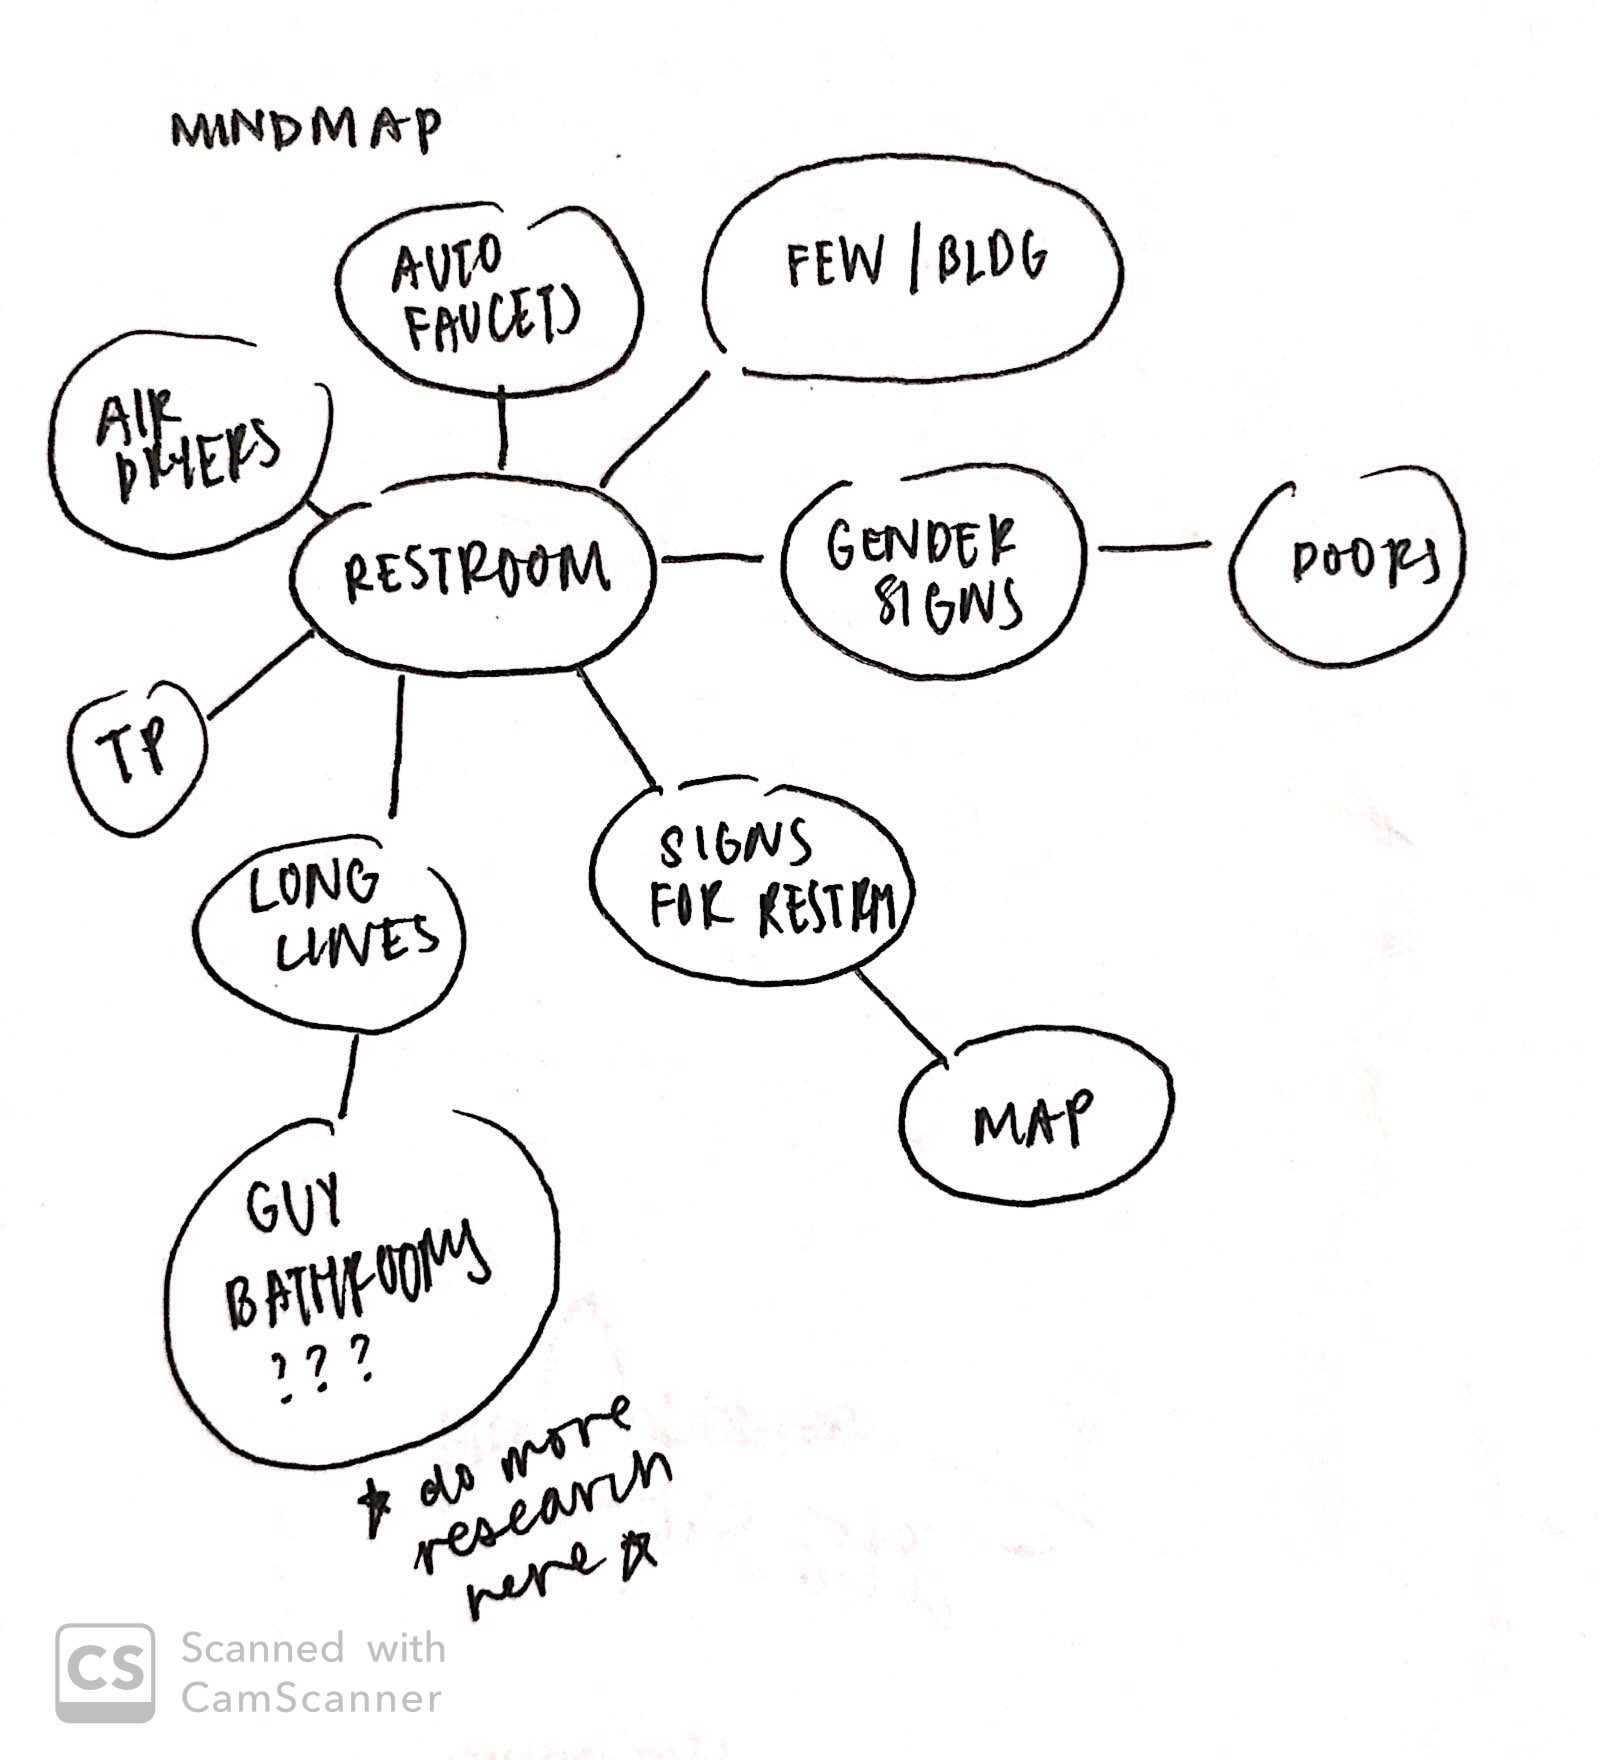 MINDMAP
AUTO
FAUCETS
FEW / BLDG
AIR
DRYERS
RESTROOM
GENDER
SIGNS
DOORS
TP
LONG
LINES
SIGNS
FOR RESTRM
MAP
GUY
BATHROOMS
???
☆ do more
research
here ☆
CS
Scanned with
CamScanner